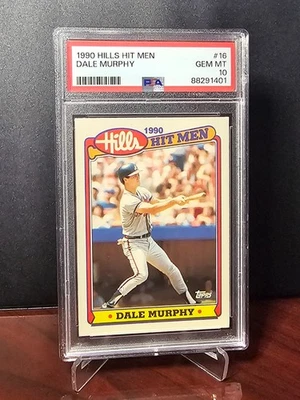 1990 HILLS HIT MEN #16
DALE MURPHY GEM MT
PSA 10
88291401
1990
Hills HIT MEN
Topps
DALE MURPHY